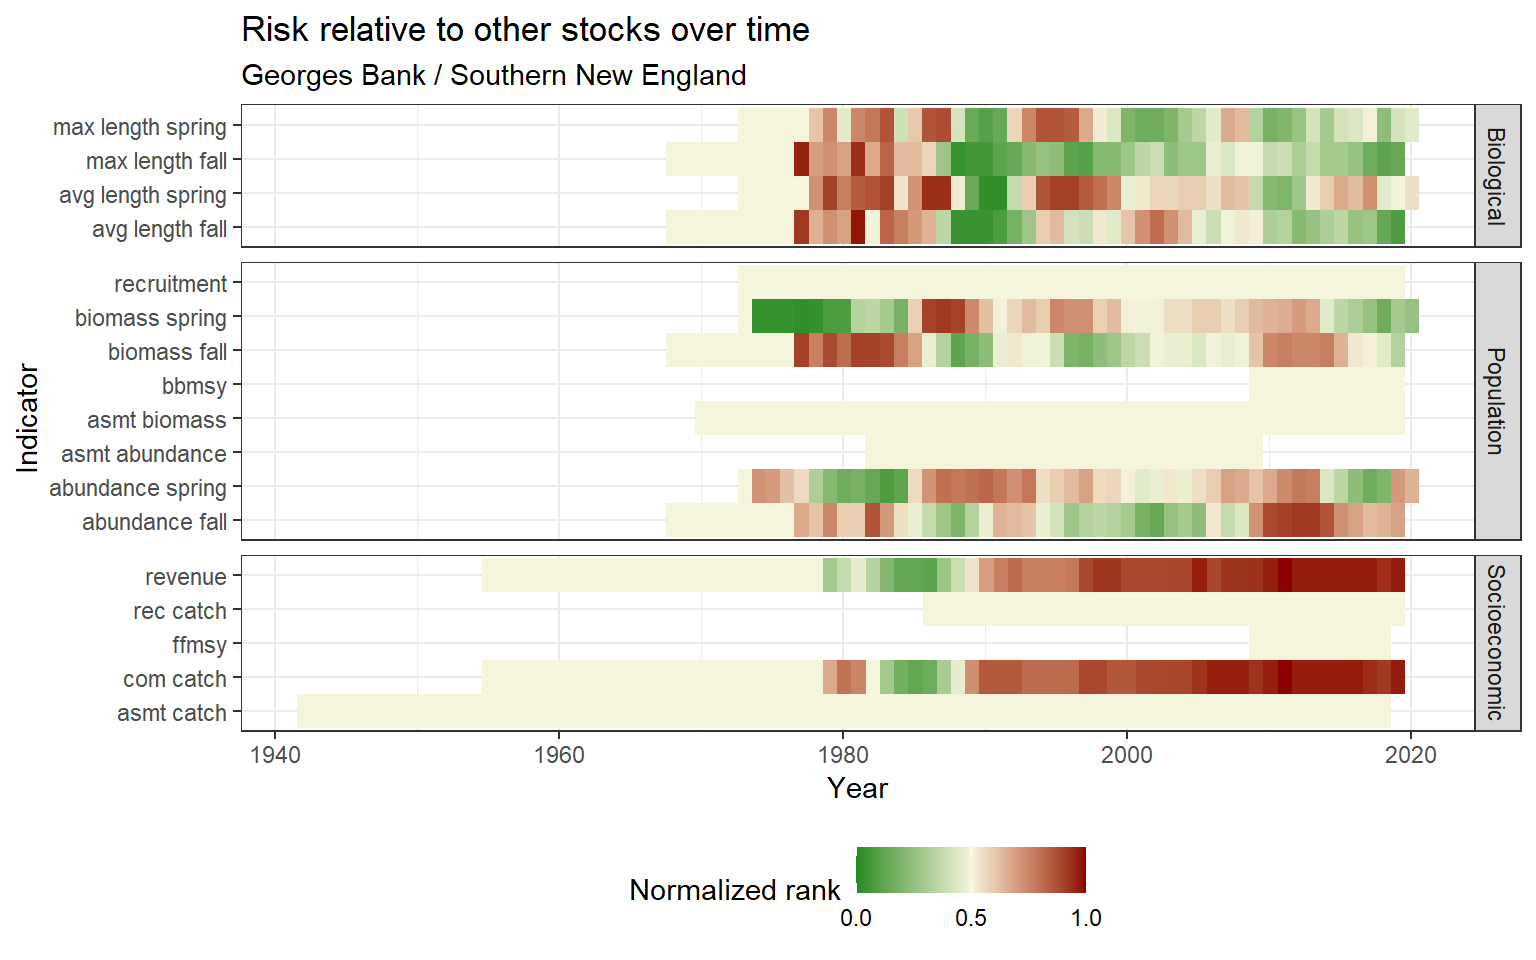 Risk relative to other stocks over time
Georges Bank / Southern New England
Indicator
max length spring
max length fall
avg length spring
avg length fall
Biological
recruitment
biomass spring
biomass fall
bbmsy
asmt biomass
asmt abundance
abundance spring
abundance fall
Population
revenue
rec catch
ffmsy
com catch
asmt catch
Socioeconomic
1940 1960 1980 2000 2020
Year
Normalized rank
0.0 0.5 1.0